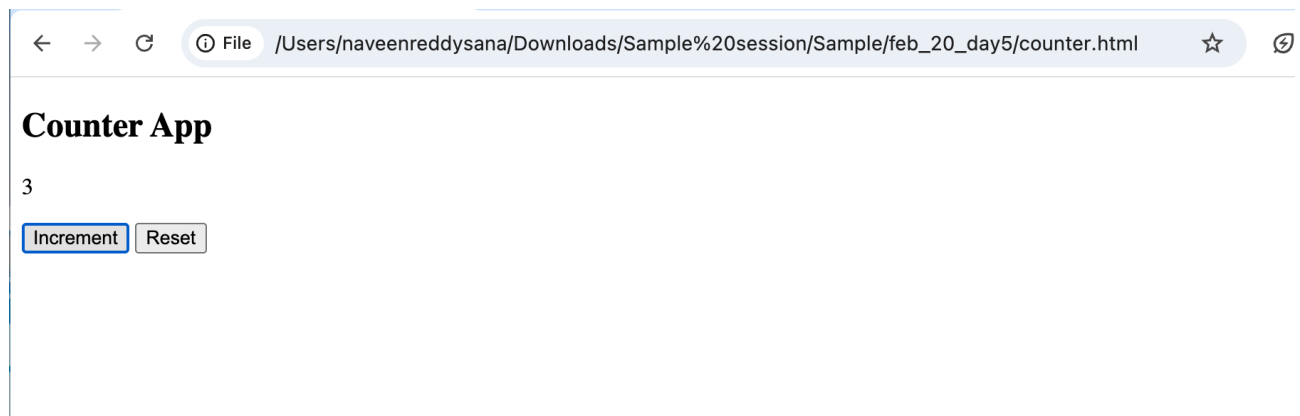 File /Users/naveenreddysana/Downloads/Sample%20session/Sample/feb_20_day5/counter.html
Counter App
3
Increment Reset